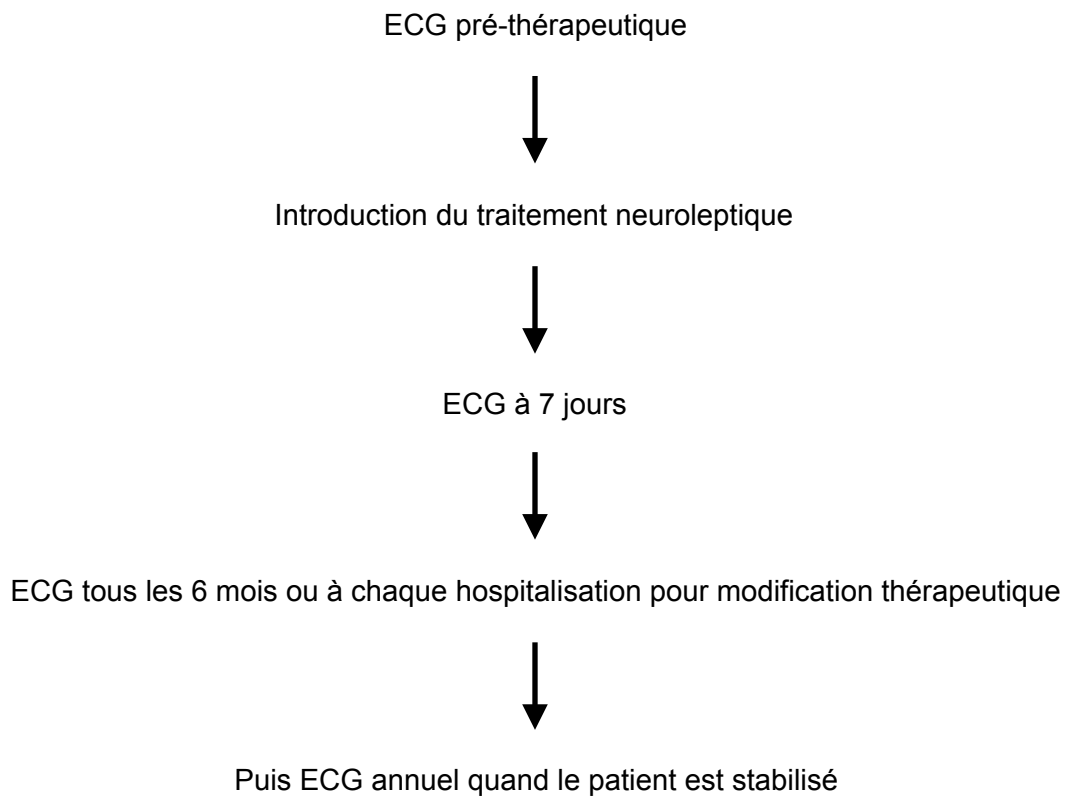 ECG pré-thérapeutique
Introduction du traitement neuroleptique
ECG à 7 jours
ECG tous les 6 mois ou à chaque hospitalisation pour modification thérapeutique
Puis ECG annuel quand le patient est stabilisé